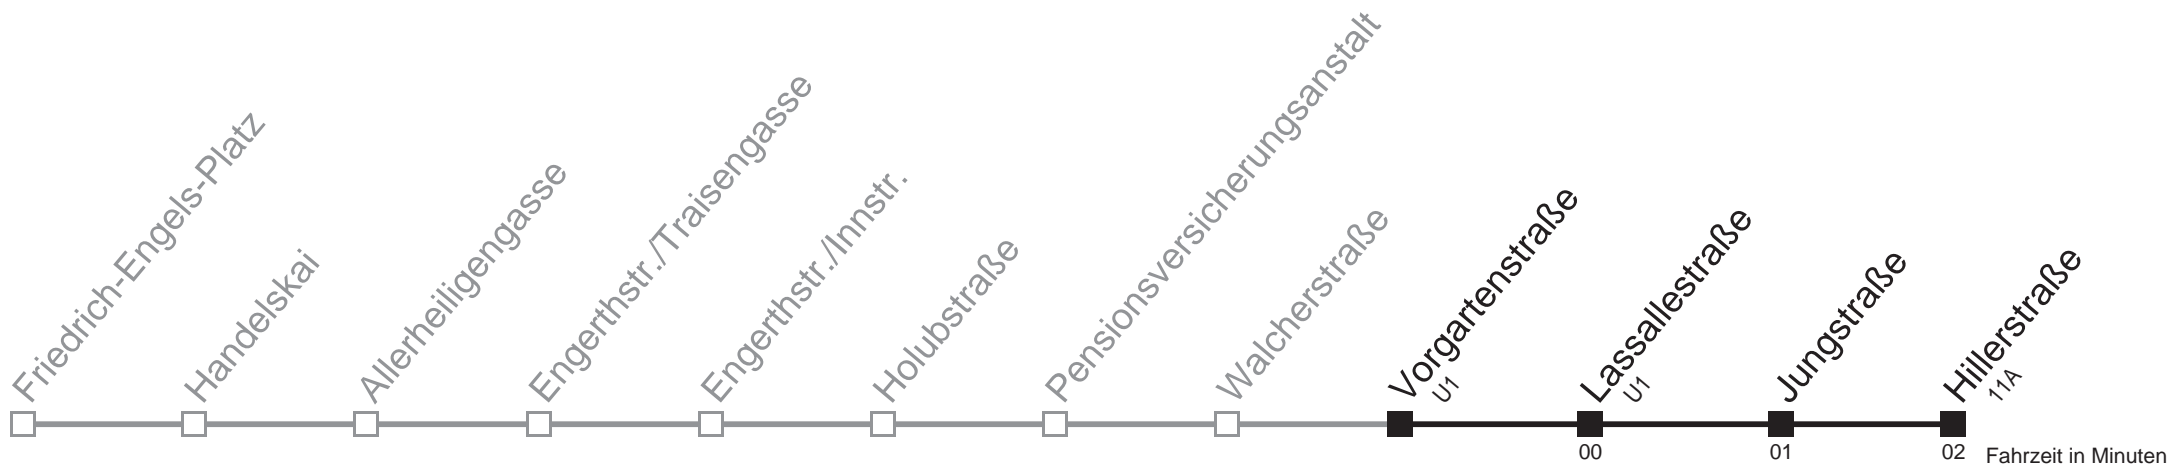 Friedrich-Engels-Platz
Handelskai
Allerheiligengasse
Engerthstr./Traisengasse
Engerthstr./Innstr.
Holubstraße
Pensionsversicherungsanstalt
Walcherstraße
Vorgartenstraße
U1
Lassallestraße
U1
Jungstraße
Hillerstraße
11A
00
01
02
Fahrzeit in Minuten